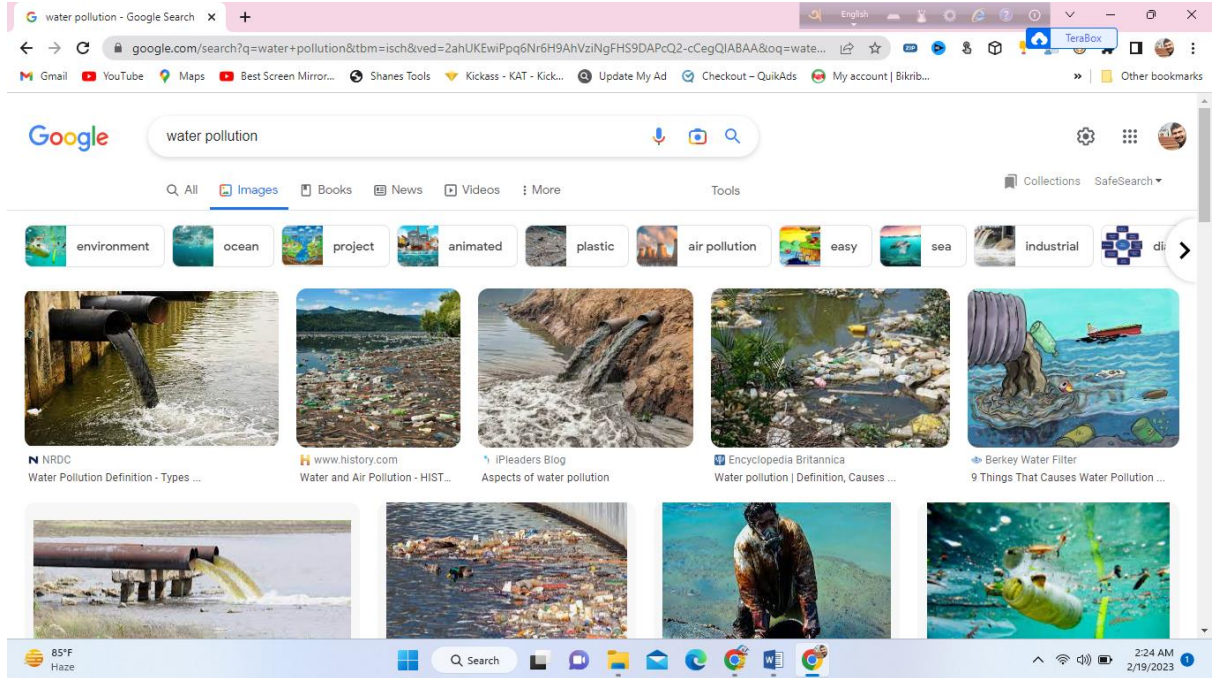 water pollution - Google Search
English
google.com/search?q=water+pollution&tbm=isch&ved=2ahUKEwiPpq6Nr6H9AhVziNgFHS9DAPcQ2-cCegQIABAA&oq=wate...
ZIP
TeraBox
Gmail
YouTube
Maps
Best Screen Mirror...
Shanes Tools
Kickass - KAT - Kick...
Update My Ad
Checkout – QuikAds
My account | Bikrib...
»
Other bookmarks
Google
water pollution
All
Images
Books
News
Videos
More
Tools
Collections
SafeSearch
environment
ocean
project
animated
plastic
air pollution
easy
sea
industrial
NRDC
Water Pollution Definition - Types ...
www.history.com
Water and Air Pollution - HIST...
iPleaders Blog
Aspects of water pollution
Encyclopedia Britannica
Water pollution | Definition, Causes ...
Berkey Water Filter
9 Things That Causes Water Pollution ...
85°F
Haze
Search
2:24 AM
2/19/2023
1